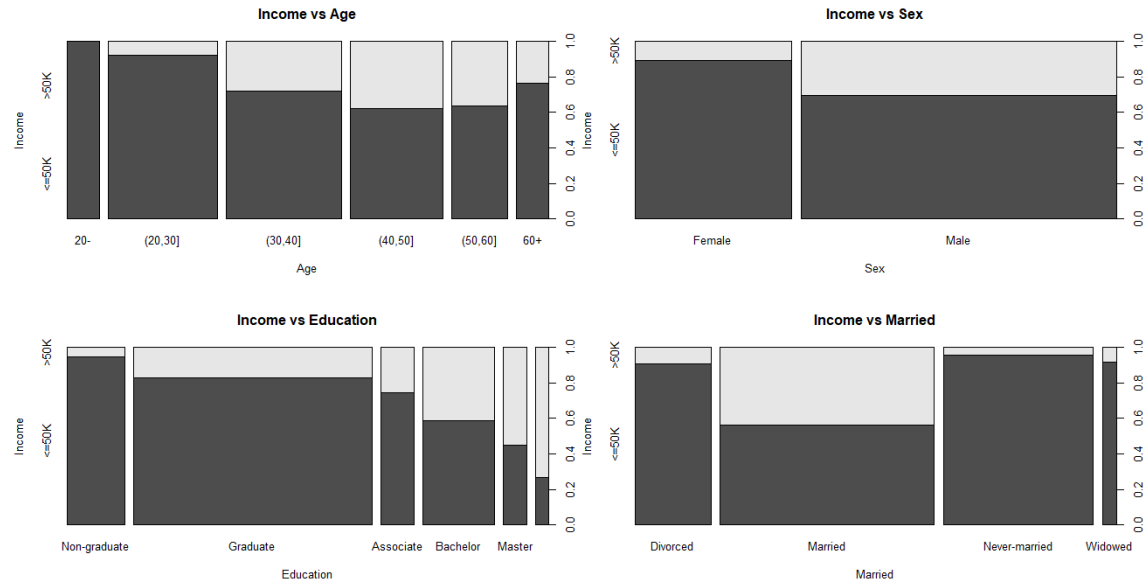 Income vs Age
Income
<=50K
>50K
0.0 0.2 0.4 0.6 0.8 1.0
20- (20,30] (30,40] (40,50] (50,60] 60+
Age
Income vs Sex
Income
<=50K
>50K
0.0 0.2 0.4 0.6 0.8 1.0
Female Male
Sex
Income vs Education
Income
<=50K
>50K
0.0 0.2 0.4 0.6 0.8 1.0
Non-graduate Graduate Associate Bachelor Master
Education
Income vs Married
Income
<=50K
>50K
0.0 0.2 0.4 0.6 0.8 1.0
Divorced Married Never-married Widowed
Married